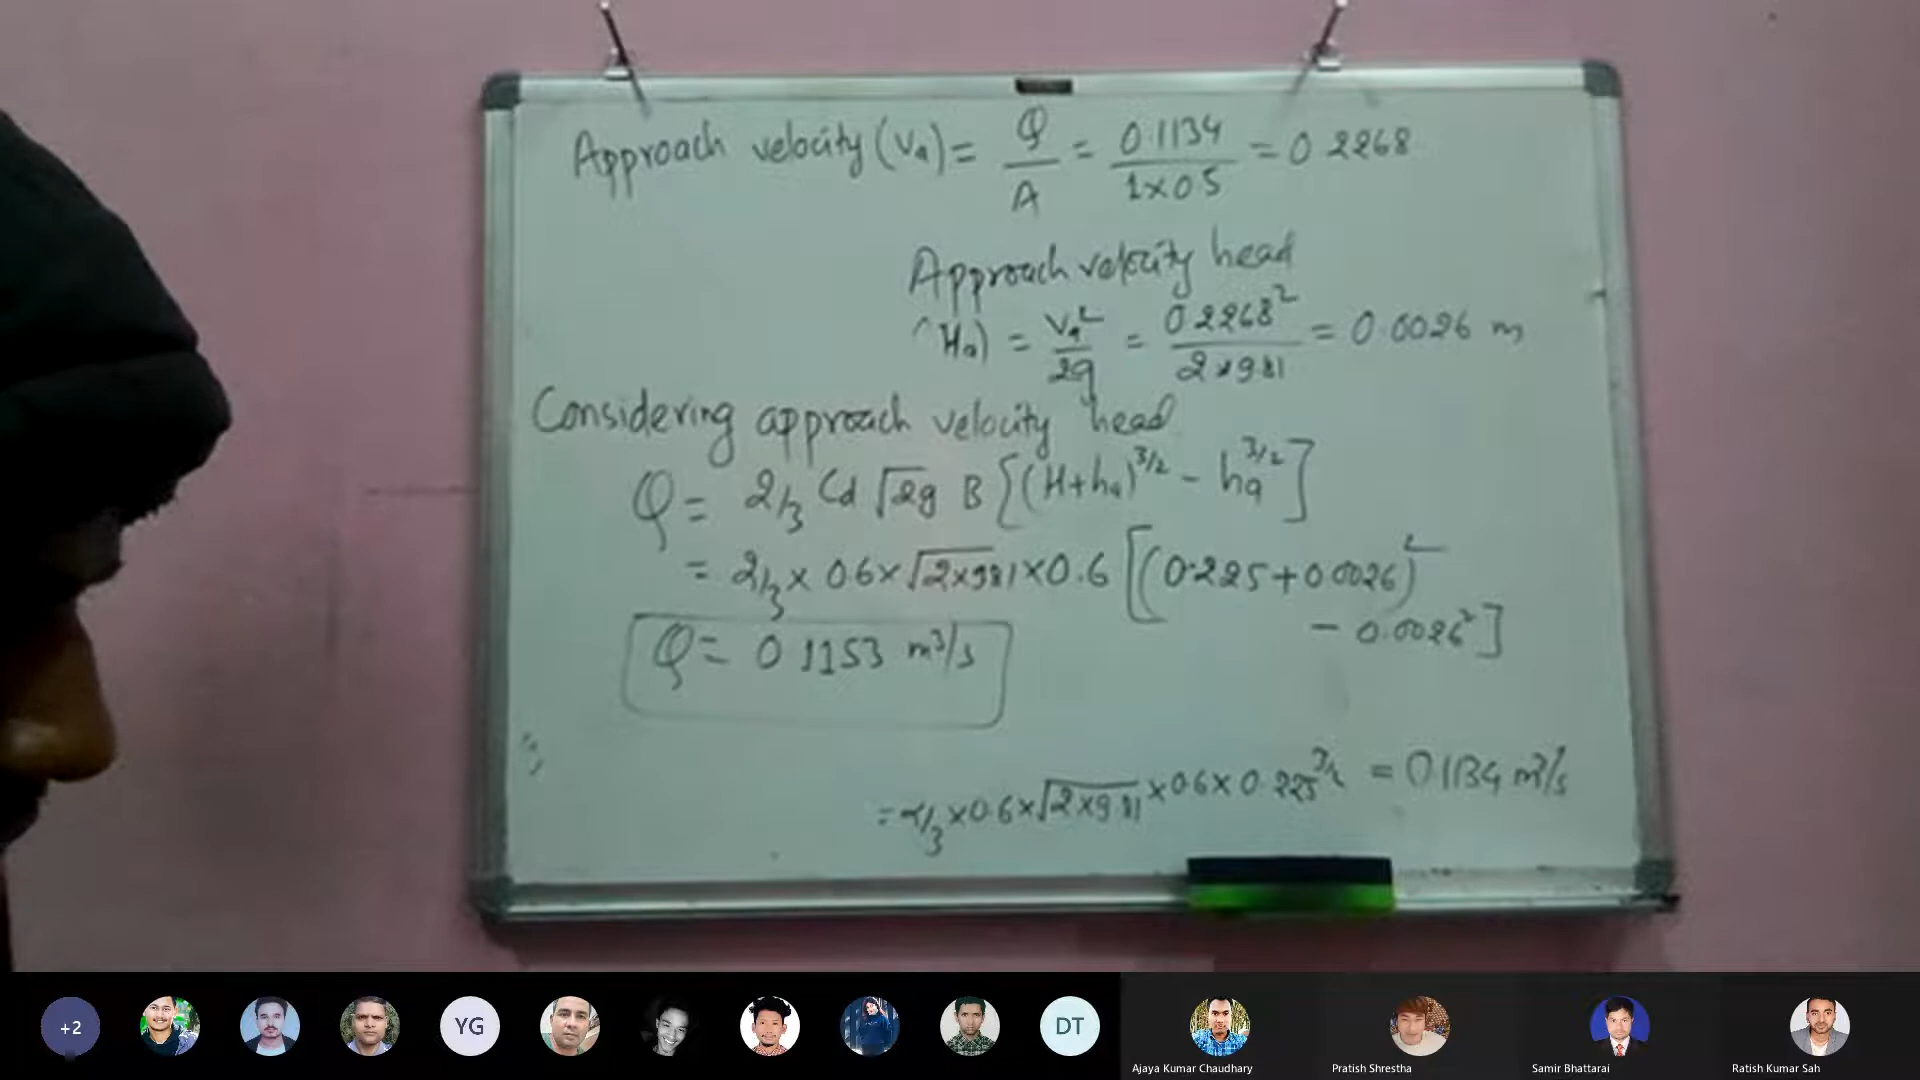 Approach velocity (Va) = Q/A = 0.1134/1×0.5 = 0.2268
Approach velocity head
(Ha) = Va²/2g = 0.2268²/2×9.81 = 0.0026 m
Considering approach velocity head
Q = 2/3 Cd √2g B [(H+ha)^3/2 - ha^3/2]
= 2/3 × 0.6 × √2×9.81 × 0.6 [(0.225+0.0026)²
- 0.0026²]
Q = 0.1153 m³/s
= 2/3 × 0.6 × √2×9.81 × 0.6 × 0.225^3/2 = 0.1134 m³/s
+2 YG DT
Ajaya Kumar Chaudhary Pratish Shrestha Samir Bhattarai Ratish Kumar Sah